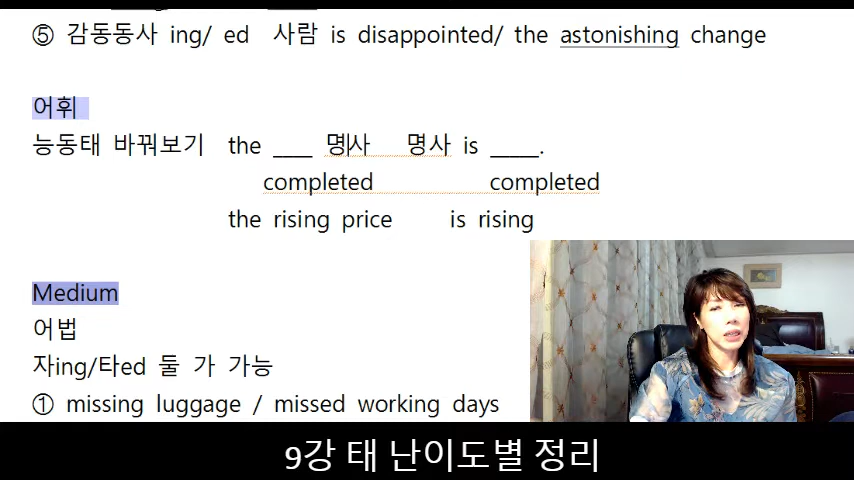 ⑤ 감동동사 ing/ ed 사람 is disappointed/ the astonishing change
어휘
능동태 바꿔보기 the ____ 명사 명사 is _____.
completed completed
the rising price is rising
Medium
어법
자ing/타ed 둘 가 가능
① missing luggage / missed working days
9강 태 난이도별 정리